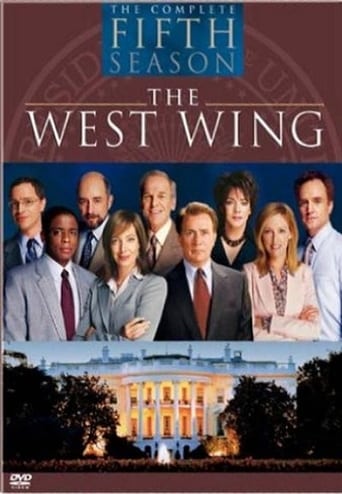 THE COMPLETE
FIFTH
SEASON
THE
WEST WING
DVD